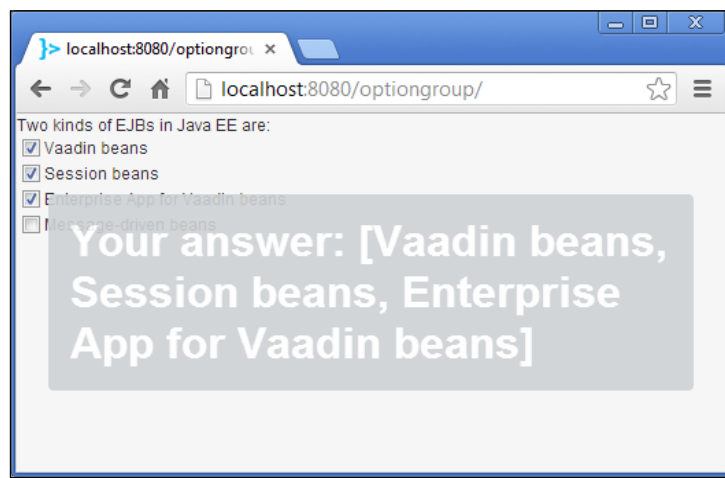 localhost:8080/optiongrou
localhost:8080/optiongroup/
Two kinds of EJBs in Java EE are:
Vaadin beans
Session beans
Enterprise App for Vaadin beans
Message-driven beans
Your answer: [Vaadin beans,
Session beans, Enterprise
App for Vaadin beans]